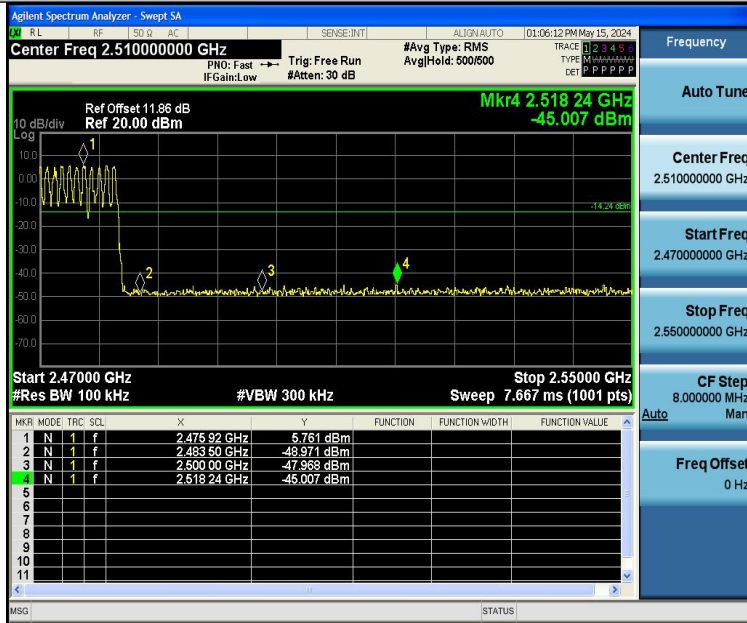 Agilent Spectrum Analyzer - Swept SA
LXI RL RF 50 Ω AC SENSE:INT ALIGN AUTO 01:06:12 PM May 15, 2024
Center Freq 2.510000000 GHz #Avg Type: RMS TRACE 1 2 3 4 5 6
PNO: Fast Trig: Free Run Avg|Hold: 500/500 TYPE M
IFGain:Low #Atten: 30 dB DET P P P P P P
Mkr4 2.518 24 GHz
Ref Offset 11.86 dB
10 dB/div Ref 20.00 dBm -45.007 dBm
Log
10.0
0.00
-10.0
-20.0
-30.0
-40.0
-50.0
-60.0
-70.0
1
-14.24 dBm
2
3
4
Start 2.47000 GHz Stop 2.55000 GHz
#Res BW 100 kHz #VBW 300 kHz Sweep 7.667 ms (1001 pts)
MKR MODE TRC SCL X Y FUNCTION FUNCTION WIDTH FUNCTION VALUE
1 N 1 f 2.475 92 GHz 5.761 dBm
2 N 1 f 2.483 50 GHz -48.971 dBm
3 N 1 f 2.500 00 GHz -47.968 dBm
4 N 1 f 2.518 24 GHz -45.007 dBm
5
6
7
8
9
10
11
MSG STATUS
Frequency
Auto Tune
Center Freq
2.510000000 GHz
Start Freq
2.470000000 GHz
Stop Freq
2.550000000 GHz
CF Step
8.000000 MHz
Auto Man
Freq Offset
0 Hz